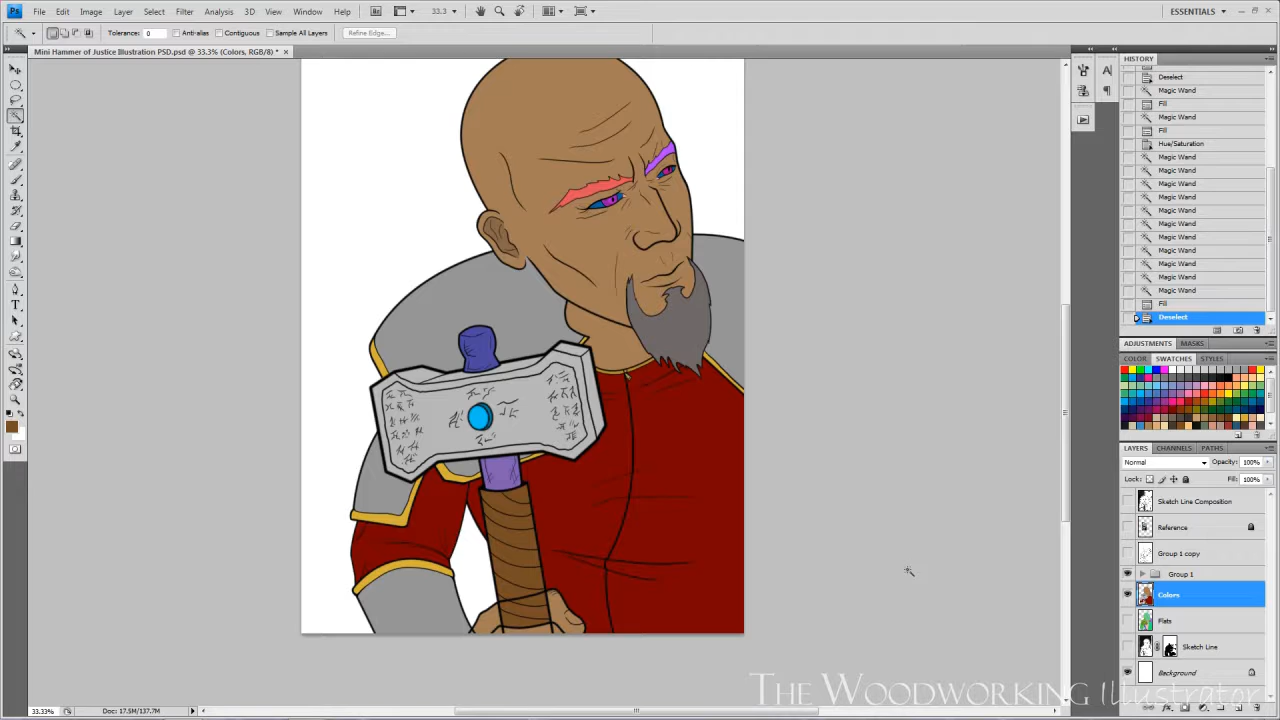 Ps File Edit Image Layer Select Filter Analysis 3D View Window Help Br 33.3 ESSENTIALS
Tolerance: 0 Anti-alias Contiguous Sample All Layers Refine Edge...
Mini Hammer of Justice Illustration PSD.psd @ 33.3% (Colors, RGB/8) * ×
HISTORY
Deselect
Magic Wand
Fill
Magic Wand
Fill
Hue/Saturation
Magic Wand
Magic Wand
Magic Wand
Magic Wand
Magic Wand
Magic Wand
Magic Wand
Magic Wand
Magic Wand
Magic Wand
Magic Wand
Fill
Deselect
ADJUSTMENTS MASKS
COLOR SWATCHES STYLES
LAYERS CHANNELS PATHS
Normal Opacity: 100%
Lock: Fill: 100%
Sketch Line Composition
Reference
Group 1 copy
Group 1
Colors
Flats
Sketch Line
Background
33.33% Doc: 17.5M/137.7M
THE WOODWORKING Illustrator